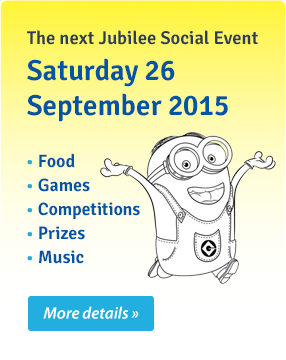 The next Jubilee Social Event
Saturday 26
September 2015
• Food
• Games
• Competitions
• Prizes
• Music
G
More details »